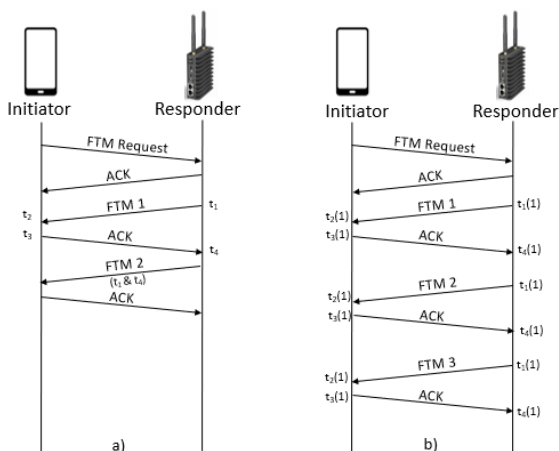 Initiator
Responder
FTM Request
ACK
FTM 1
t₁
t₂
t₃
ACK
t₄
FTM 2
(t₁ & t₄)
ACK
a)
Initiator
Responder
FTM Request
ACK
FTM 1
t₁(1)
t₂(1)
t₃(1)
ACK
t₄(1)
FTM 2
t₁(1)
t₂(1)
t₃(1)
ACK
t₄(1)
FTM 3
t₁(1)
t₂(1)
t₃(1)
ACK
t₄(1)
b)